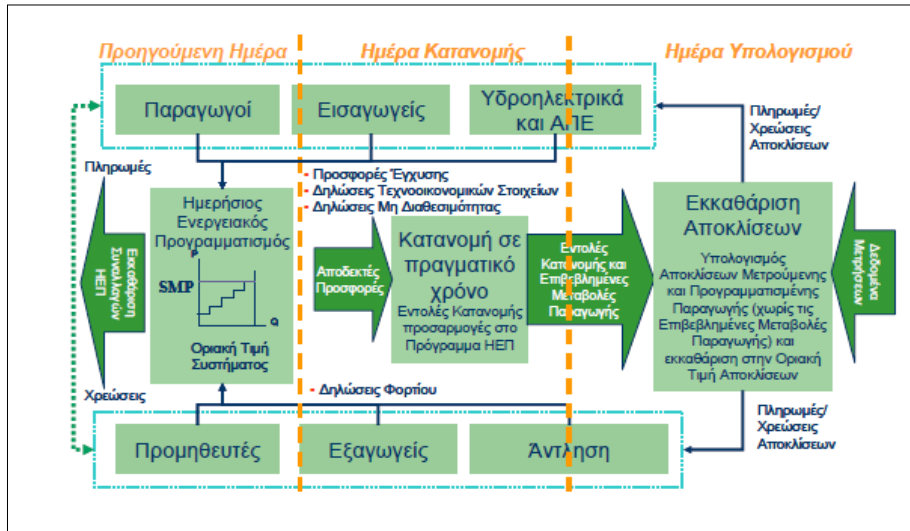 Προηγούμενη Ημέρα
Ημέρα Κατανομής
Ημέρα Υπολογισμού
Παραγωγοί
Εισαγωγείς
Υδροηλεκτρικά
και ΑΠΕ
Πληρωμές/
Χρεώσεις
Αποκλίσεων
Πληρωμές
- Προσφορές Έγχυσης
- Δηλώσεις Τεχνοοικονομικών Στοιχείων
- Δηλώσεις Μη Διαθεσιμότητας
Εκκαθάριση
Συναλλαγών
ΗΕΠ
Ημερήσιος
Ενεργειακός
Προγραμματισμός
P
SMP
Q
Οριακή Τιμή
Συστήματος
Αποδεκτές
Προσφορές
Κατανομή σε
πραγματικό
χρόνο
Εντολές Κατανομής
προσαρμογές στο
Πρόγραμμα ΗΕΠ
Εντολές
Κατανομής και
Επιβεβλημένες
Μεταβολές
Παραγωγής
Εκκαθάριση
Αποκλίσεων
Υπολογισμός
Αποκλίσεων Μετρούμενης
και Προγραμματισμένης
Παραγωγής (χωρίς τις
Επιβεβλημένες Μεταβολές
Παραγωγής) και
εκκαθάριση στην Οριακή
Τιμή Αποκλίσεων
Δεδομένα
Μετρήσεων
Χρεώσεις
- Δηλώσεις Φορτίου
Πληρωμές/
Χρεώσεις
Αποκλίσεων
Προμηθευτές
Εξαγωγείς
Άντληση